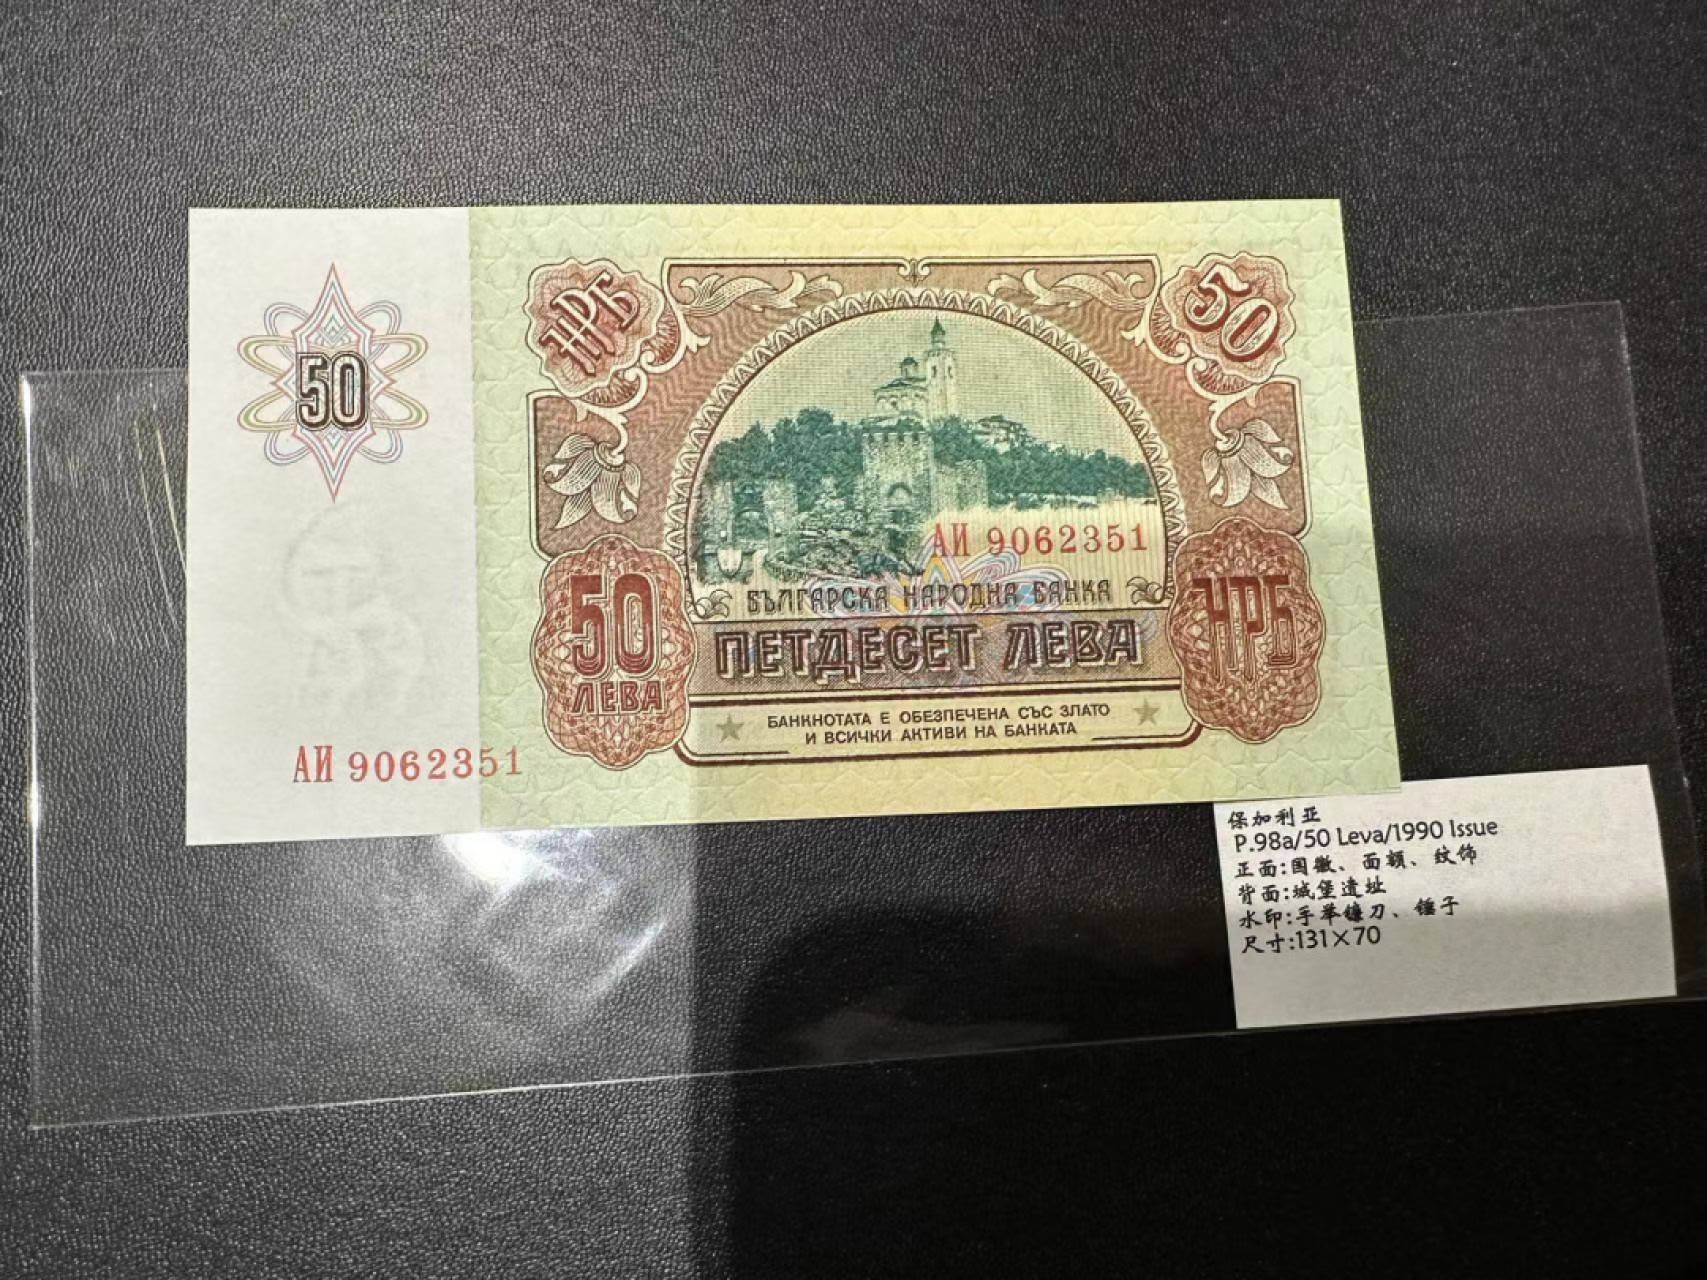 НРБ
50
50
АИ 9062351
БЪЛГАРСКА НАРОДНА БАНКА
50
ЛЕВА
ПЕТДЕСЕТ ЛЕВА
НРБ
БАНКНОТАТА Е ОБЕЗПЕЧЕНА СЪС ЗЛАТО
И ВСИЧКИ АКТИВИ НА БАНКАТА
АИ 9062351
保加利亚
P.98a/50 Leva/1990 Issue
正面:国徽、面额、纹饰
背面:城堡遗址
水印:手举镰刀、锤子
尺寸:131×70